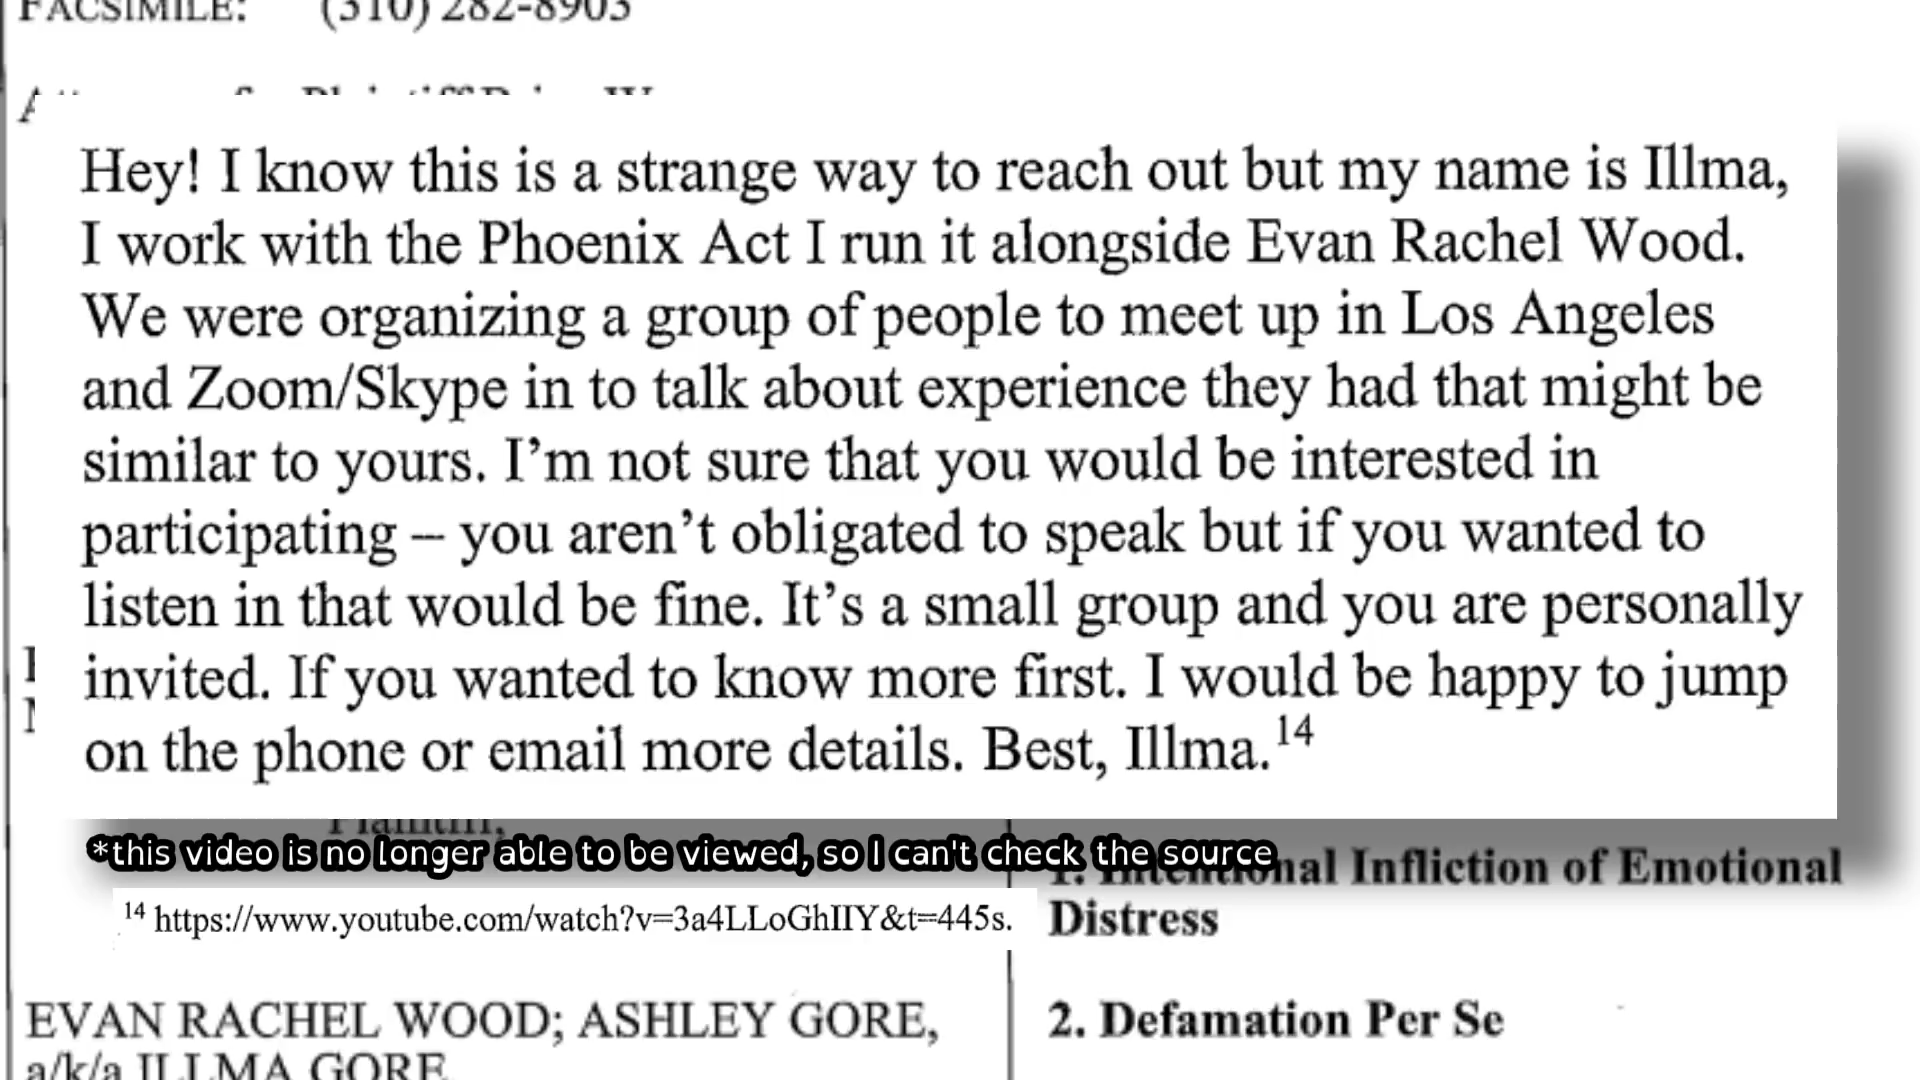 FACSIMILE: (310) 282-8903
Hey! I know this is a strange way to reach out but my name is Illma,
I work with the Phoenix Act I run it alongside Evan Rachel Wood.
We were organizing a group of people to meet up in Los Angeles
and Zoom/Skype in to talk about experience they had that might be
similar to yours. I’m not sure that you would be interested in
participating – you aren’t obligated to speak but if you wanted to
listen in that would be fine. It’s a small group and you are personally
invited. If you wanted to know more first. I would be happy to jump
on the phone or email more details. Best, Illma.14
Plaintiff,
*this video is no longer able to be viewed, so I can't check the source
1. Intentional Infliction of Emotional
Distress
14 https://www.youtube.com/watch?v=3a4LLoGhIIY&t=445s.
EVAN RACHEL WOOD; ASHLEY GORE,
a/k/a ILLMA GORE
2. Defamation Per Se